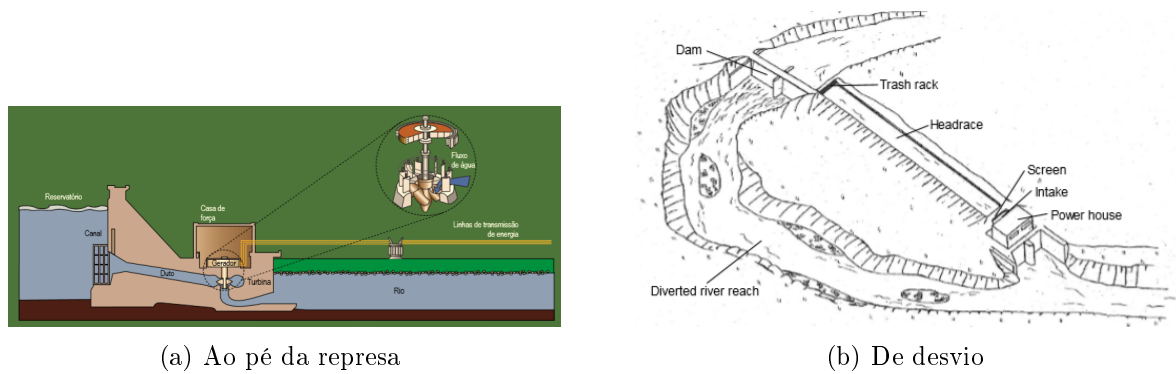 Fluxo
de água
Reservatório
Casa de
força
Linhas de transmissão
de energia
Canal
Gerador
Duto
Turbina
Rio
(a) Ao pé da represa
Dam
Trash rack
Headrace
Screen
Intake
Power house
Diverted river reach
(b) De desvio